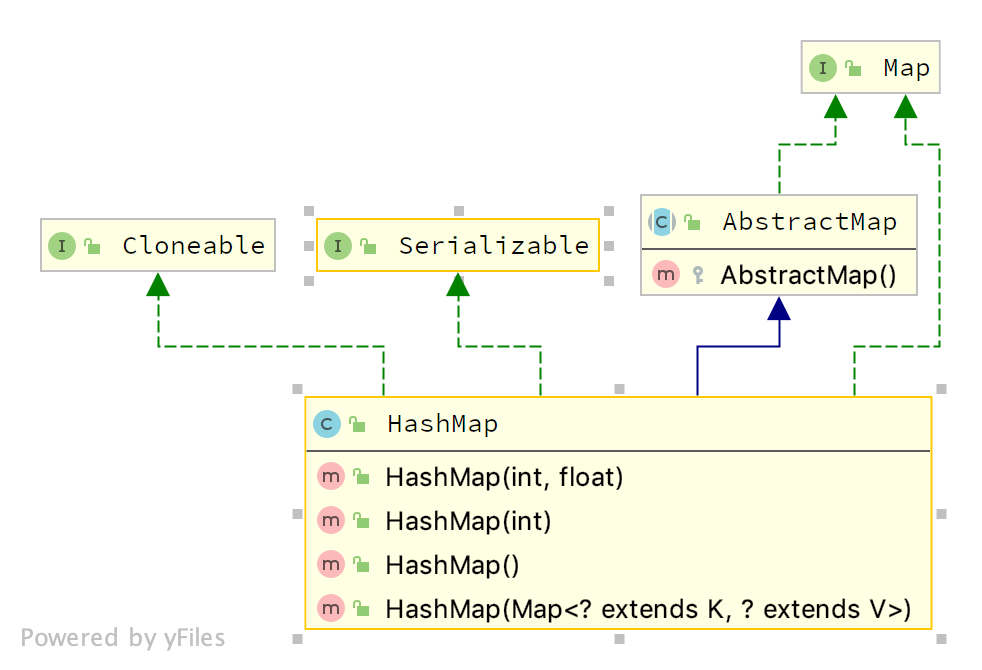 I Map
I Cloneable
I Serializable
C AbstractMap
m AbstractMap()
C HashMap
m HashMap(int, float)
m HashMap(int)
m HashMap()
m HashMap(Map<? extends K, ? extends V>)
Powered by yFiles